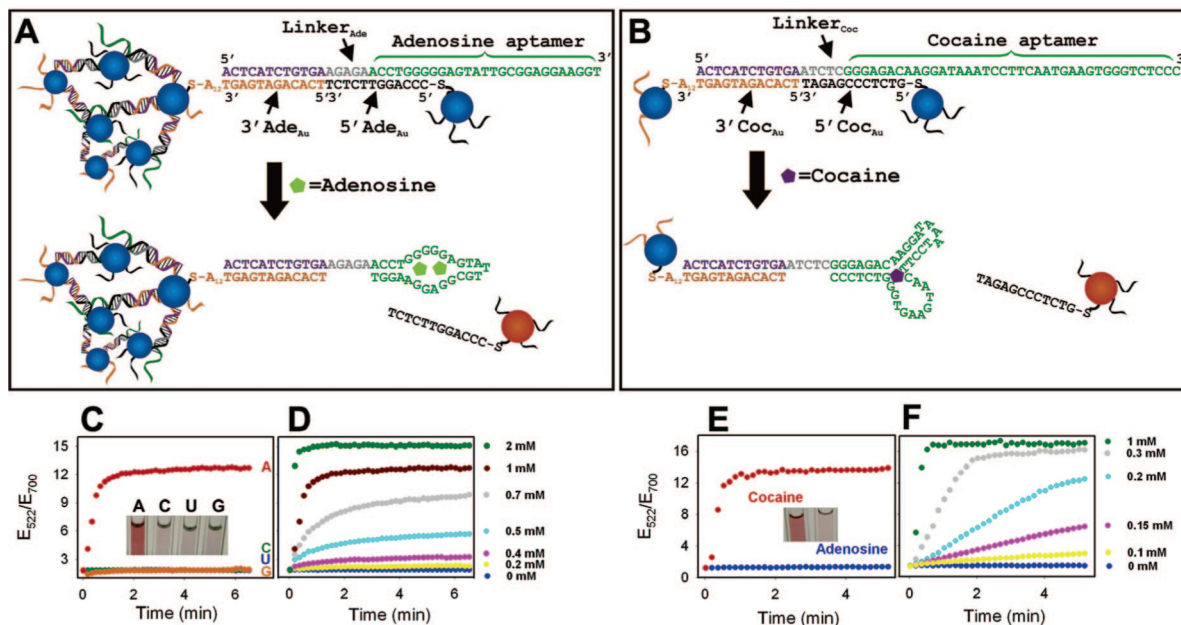 A
Linker_Ade
Adenosine aptamer
5' 3'
ACTCATCTGTGAAGAGAACCTGGGGGAGTATTGCGGAGGAAGGT
S-A12TGAGTAGACACTTCTCTTGGACCC-S
3' 5'3' 5'
3'Ade_Au 5'Ade_Au
=Adenosine
ACTCATCTGTGAAGAGAACCTGGGGGAGTATTGCGGAGGAAGGT
S-A12TGAGTAGACACT
TCTCTTGGACCC-S
B
Linker_Coc
Cocaine aptamer
5' 3'
ACTCATCTGTGAATCTCGGGAGACAAGGATAAATCCTTCAATGAAGTGGGTCTCCC
S-A12TGAGTAGACACTTAGAGCCCTCTG-S
3' 5'3' 5'
3'Coc_Au 5'Coc_Au
=Cocaine
ACTCATCTGTGAATCTCGGGAGACAAGGATAAATCCTTCAATGAAGTGGGTCTCCC
S-A12TGAGTAGACACT
TAGAGCCCTCTG-S
C
E522/E700
15
12
9
6
3
A
A C U G
C
U
G
0 2 4 6
Time (min)
D
2 mM
1 mM
0.7 mM
0.5 mM
0.4 mM
0.2 mM
0 mM
0 2 4 6
Time (min)
E
E522/E700
16
12
8
4
0
Cocaine
Adenosine
0 2 4
Time (min)
F
1 mM
0.3 mM
0.2 mM
0.15 mM
0.1 mM
0 mM
0 2 4
Time (min)